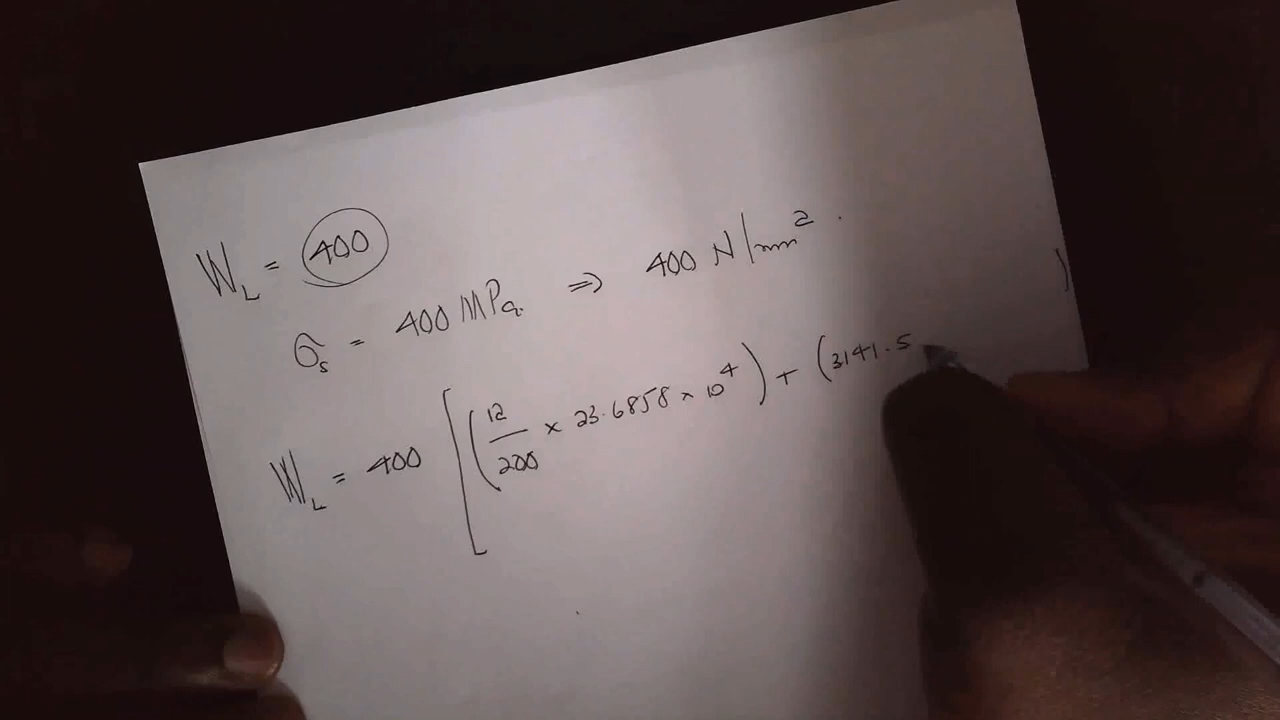 W_L = 400
σ_s = 400 MPa. ⇒ 400 N/mm² .
W_L = 400 [ ( 12/200 × 23.6858 × 10⁴ ) + ( 3141.5